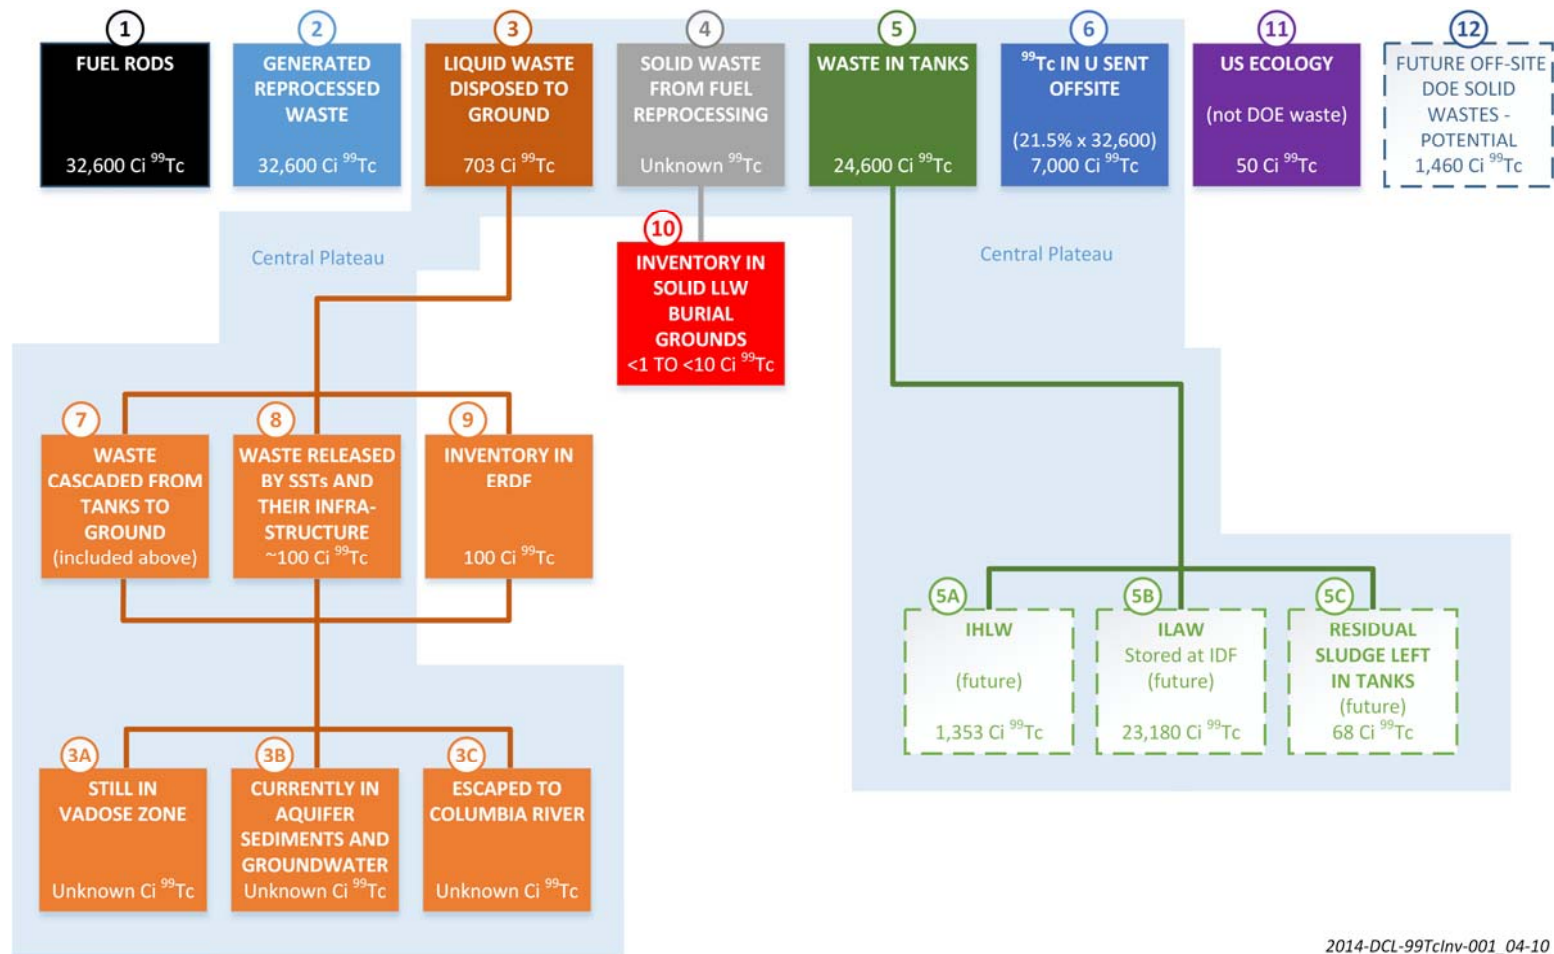 1
FUEL RODS
32,600 Ci ⁹⁹Tc
2
GENERATED
REPROCESSED
WASTE
32,600 Ci ⁹⁹Tc
3
LIQUID WASTE
DISPOSED TO
GROUND
703 Ci ⁹⁹Tc
4
SOLID WASTE
FROM FUEL
REPROCESSING
Unknown ⁹⁹Tc
5
WASTE IN TANKS
24,600 Ci ⁹⁹Tc
6
⁹⁹Tc IN U SENT
OFFSITE
(21.5% x 32,600)
7,000 Ci ⁹⁹Tc
11
US ECOLOGY
(not DOE waste)
50 Ci ⁹⁹Tc
12
FUTURE OFF-SITE
DOE SOLID
WASTES -
POTENTIAL
1,460 Ci ⁹⁹Tc
Central Plateau
10
INVENTORY IN
SOLID LLW
BURIAL
GROUNDS
<1 TO <10 Ci ⁹⁹Tc
Central Plateau
7
WASTE
CASCADED FROM
TANKS TO
GROUND
(included above)
8
WASTE RELEASED
BY SSTs AND
THEIR INFRA-
STRUCTURE
~100 Ci ⁹⁹Tc
9
INVENTORY IN
ERDF
100 Ci ⁹⁹Tc
5A
IHLW
(future)
1,353 Ci ⁹⁹Tc
5B
ILAW
Stored at IDF
(future)
23,180 Ci ⁹⁹Tc
5C
RESIDUAL
SLUDGE LEFT
IN TANKS
(future)
68 Ci ⁹⁹Tc
3A
STILL IN
VADOSE ZONE
Unknown Ci ⁹⁹Tc
3B
CURRENTLY IN
AQUIFER
SEDIMENTS AND
GROUNDWATER
Unknown Ci ⁹⁹Tc
3C
ESCAPED TO
COLUMBIA RIVER
Unknown Ci ⁹⁹Tc
2014-DCL-99TcInv-001_04-10